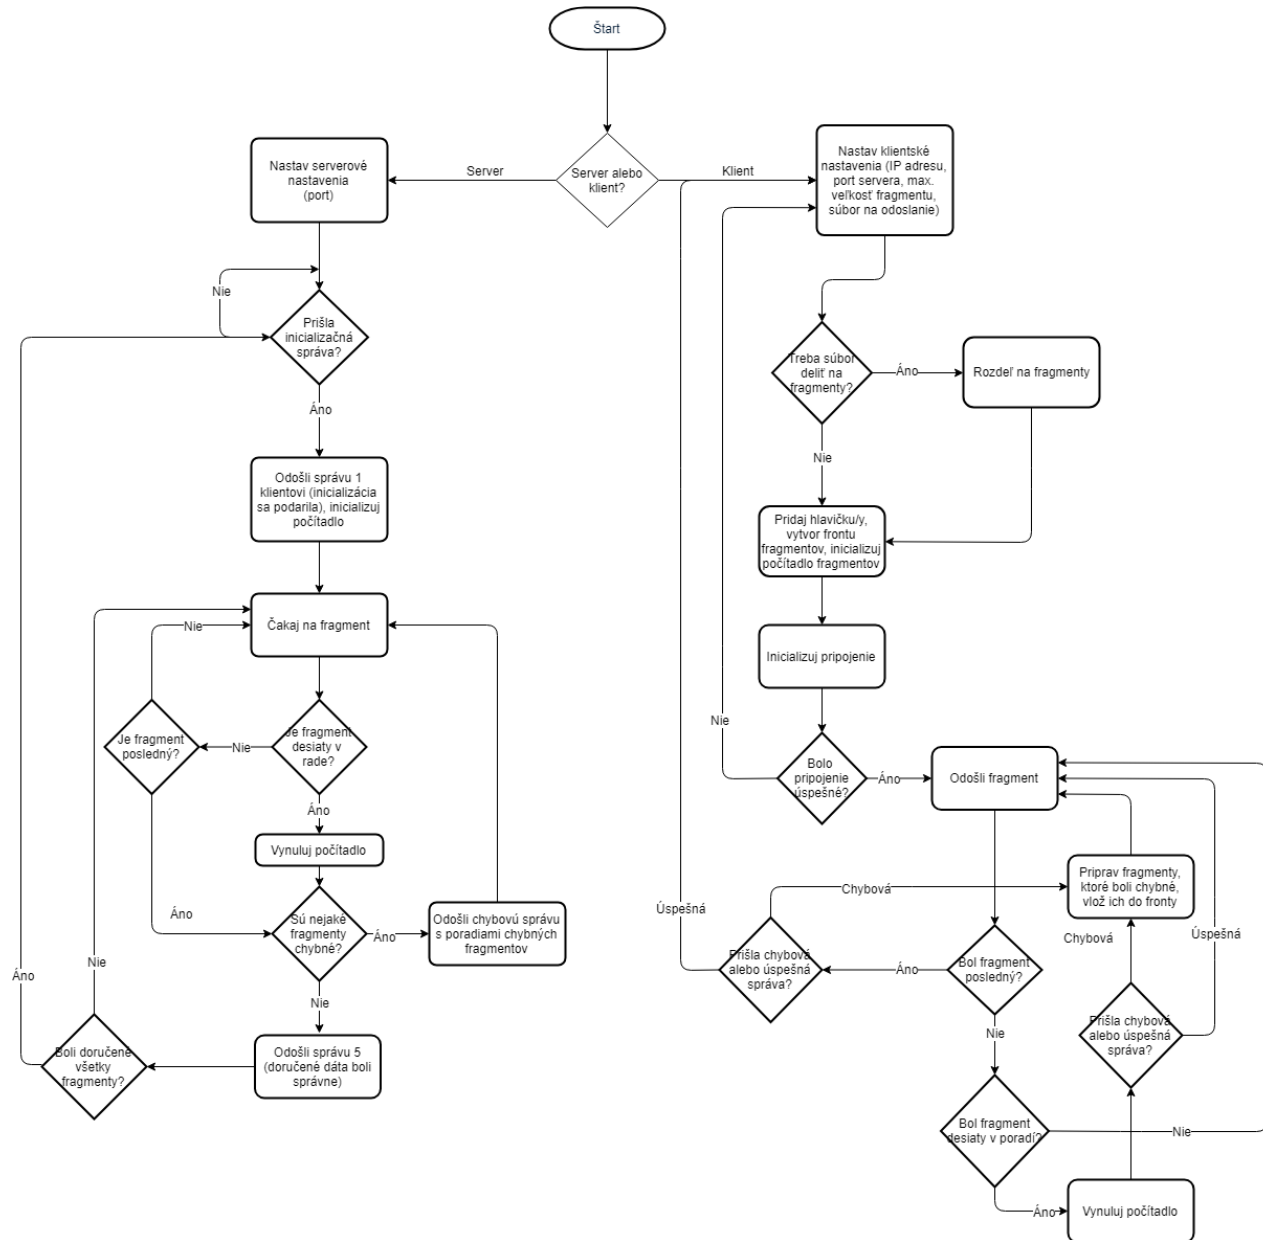 Štart
Server alebo
klient?
Server
Klient
Nastav serverové
nastavenia
(port)
Nie
Prišla
inicializačná
správa?
Áno
Odošli správu 1
klientovi (inicializácia
sa podarila), inicializuj
počítadlo
Čakaj na fragment
Nie
Je fragment
posledný?
Nie
Je fragment
desiaty v
rade?
Áno
Vynuluj počítadlo
Áno
Sú nejaké
fragmenty
chybné?
Áno
Odošli chybovú správu
s poradiami chybných
fragmentov
Nie
Odošli správu 5
(doručené dáta boli
správne)
Boli doručené
všetky
fragmenty?
Nie
Áno
Nastav klientské
nastavenia (IP adresu,
port servera, max.
veľkosť fragmentu,
súbor na odoslanie)
Treba súbor
deliť na
fragmenty?
Áno
Rozdeľ na fragmenty
Nie
Pridaj hlavičku/y,
vytvor frontu
fragmentov, inicializuj
počítadlo fragmentov
Inicializuj pripojenie
Nie
Bolo
pripojenie
úspešné?
Áno
Odošli fragment
Priprav fragmenty,
ktoré boli chybné,
vlož ich do fronty
Chybová
Úspešná
Prišla chybová
alebo úspešná
správa?
Áno
Bol fragment
posledný?
Chybová
Úspešná
Nie
Prišla chybová
alebo úspešná
správa?
Bol fragment
desiaty v poradí?
Nie
Áno
Vynuluj počítadlo